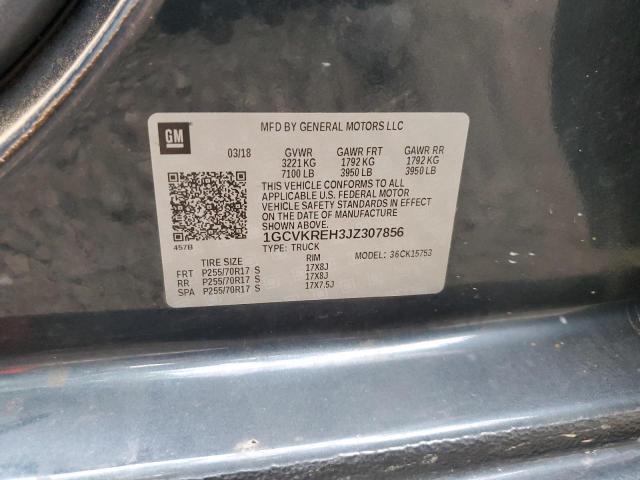 GM
MFD BY GENERAL MOTORS LLC
03/18 GVWR GAWR FRT GAWR RR
3221 KG 1792 KG 1792 KG
7100 LB 3950 LB 3950 LB
THIS VEHICLE CONFORMS TO ALL
APPLICABLE U.S. FEDERAL MOTOR
VEHICLE SAFETY STANDARDS IN EFFECT
ON THE DATE OF MANUFACTURE
SHOWN ABOVE.
457B 1GCVKREH3JZ307856
TYPE: TRUCK MODEL: 36CK15753
TIRE SIZE RIM
FRT P255/70R17 S 17X8J
RR P255/70R17 S 17X8J
SPA P255/70R17 S 17X7.5J